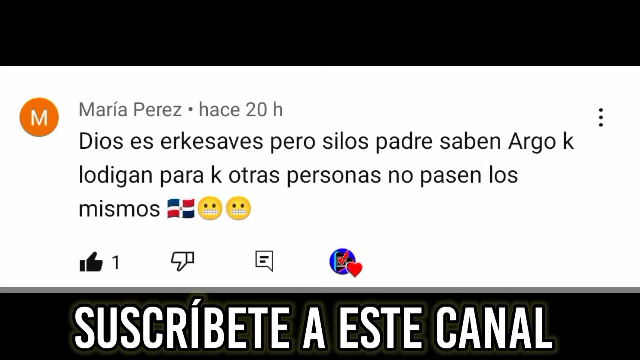 M
María Perez • hace 20 h
Dios es erkesaves pero silos padre saben Argo k
lodigan para k otras personas no pasen los
mismos 🇩🇴😬😬
1
SUSCRÍBETE A ESTE CANAL